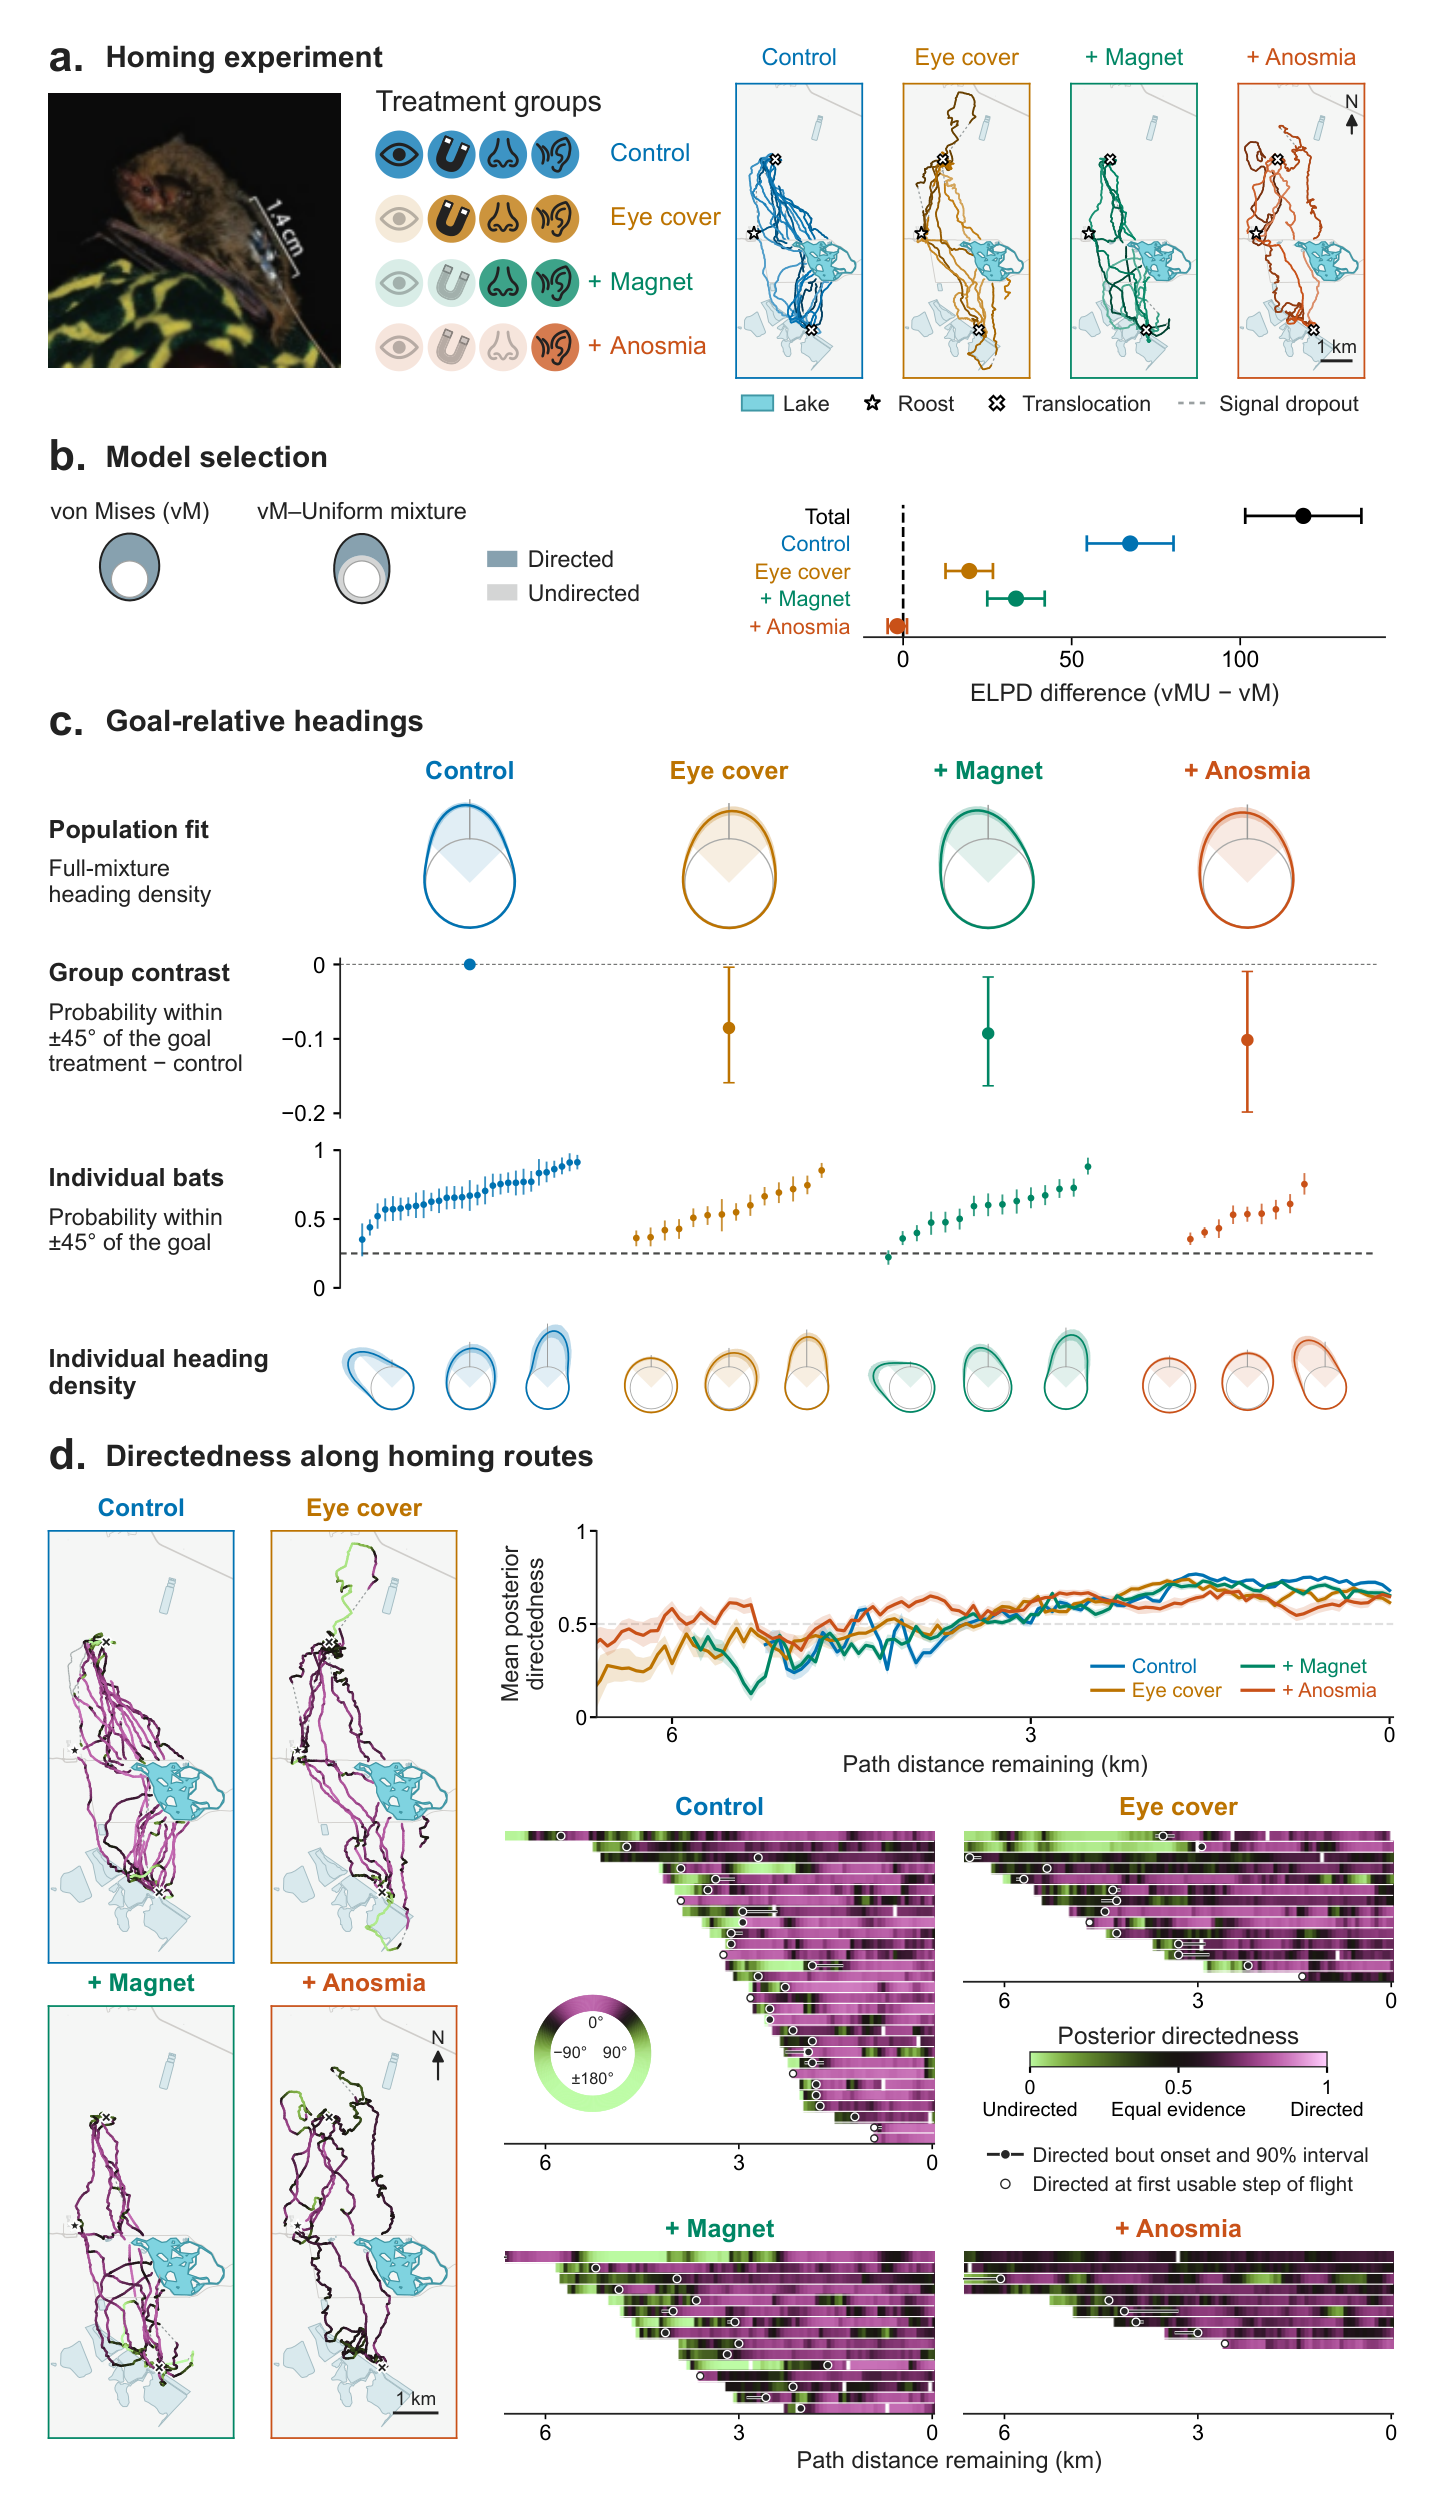 a. Homing experiment
1.4 cm
Treatment groups
Control
Eye cover
+ Magnet
+ Anosmia
Control
Eye cover
+ Magnet
+ Anosmia
N
1 km
Lake
Roost
Translocation
Signal dropout
b. Model selection
von Mises (vM)
vM–Uniform mixture
Directed
Undirected
Total
Control
Eye cover
+ Magnet
+ Anosmia
0 50 100
ELPD difference (vMU − vM)
c. Goal-relative headings
Control
Eye cover
+ Magnet
+ Anosmia
Population fit
Full-mixture
heading density
Group contrast
Probability within
±45° of the goal
treatment − control
0
−0.1
−0.2
Individual bats
Probability within
±45° of the goal
1
0.5
0
Individual heading
density
d. Directedness along homing routes
Control
Eye cover
+ Magnet
+ Anosmia
N
1 km
Mean posterior
directedness
1
0.5
0
Control
Eye cover
+ Magnet
+ Anosmia
6 3 0
Path distance remaining (km)
Control
0°
−90° 90°
±180°
6 3 0
Eye cover
6 3 0
Posterior directedness
0 0.5 1
Undirected Equal evidence Directed
Directed bout onset and 90% interval
Directed at first usable step of flight
+ Magnet
6 3 0
+ Anosmia
6 3 0
Path distance remaining (km)